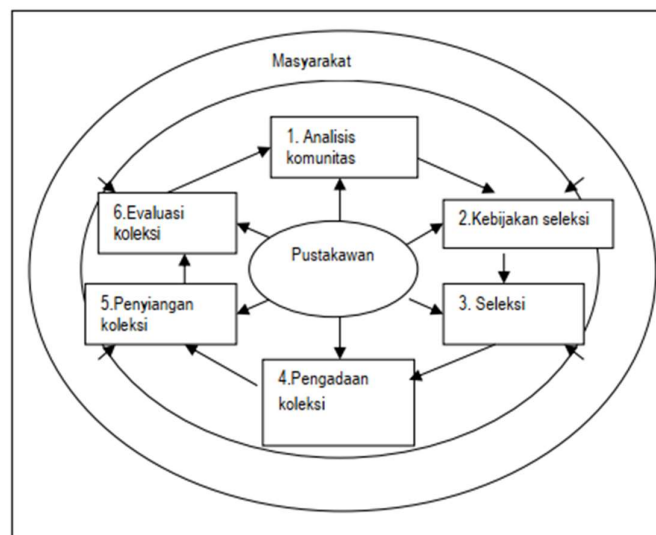 Masyarakat
1. Analisis
komunitas
6.Evaluasi
koleksi
2.Kebijakan seleksi
Pustakawan
5.Penyiangan
koleksi
3. Seleksi
4.Pengadaan
koleksi